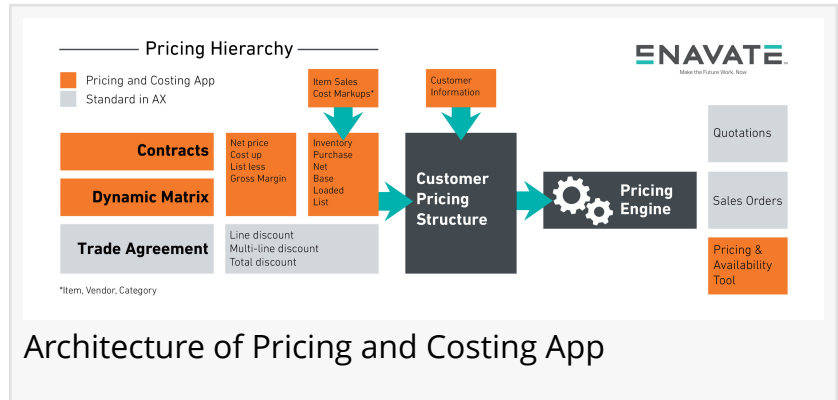 Pricing Hierarchy
ENAVATE
Make the Future Work. Now
Pricing and Costing App
Standard in AX
Item Sales
Cost Markups*
Customer
Information
Contracts
Dynamic Matrix
Trade Agreement
Net price
Cost up
List less
Gross Margin
Inventory
Purchase
Net
Base
Loaded
List
Line discount
Multi-line discount
Total discount
*Item, Vendor, Category
Customer
Pricing
Structure
Pricing
Engine
Quotations
Sales Orders
Pricing &
Availability
Tool
Architecture of Pricing and Costing App